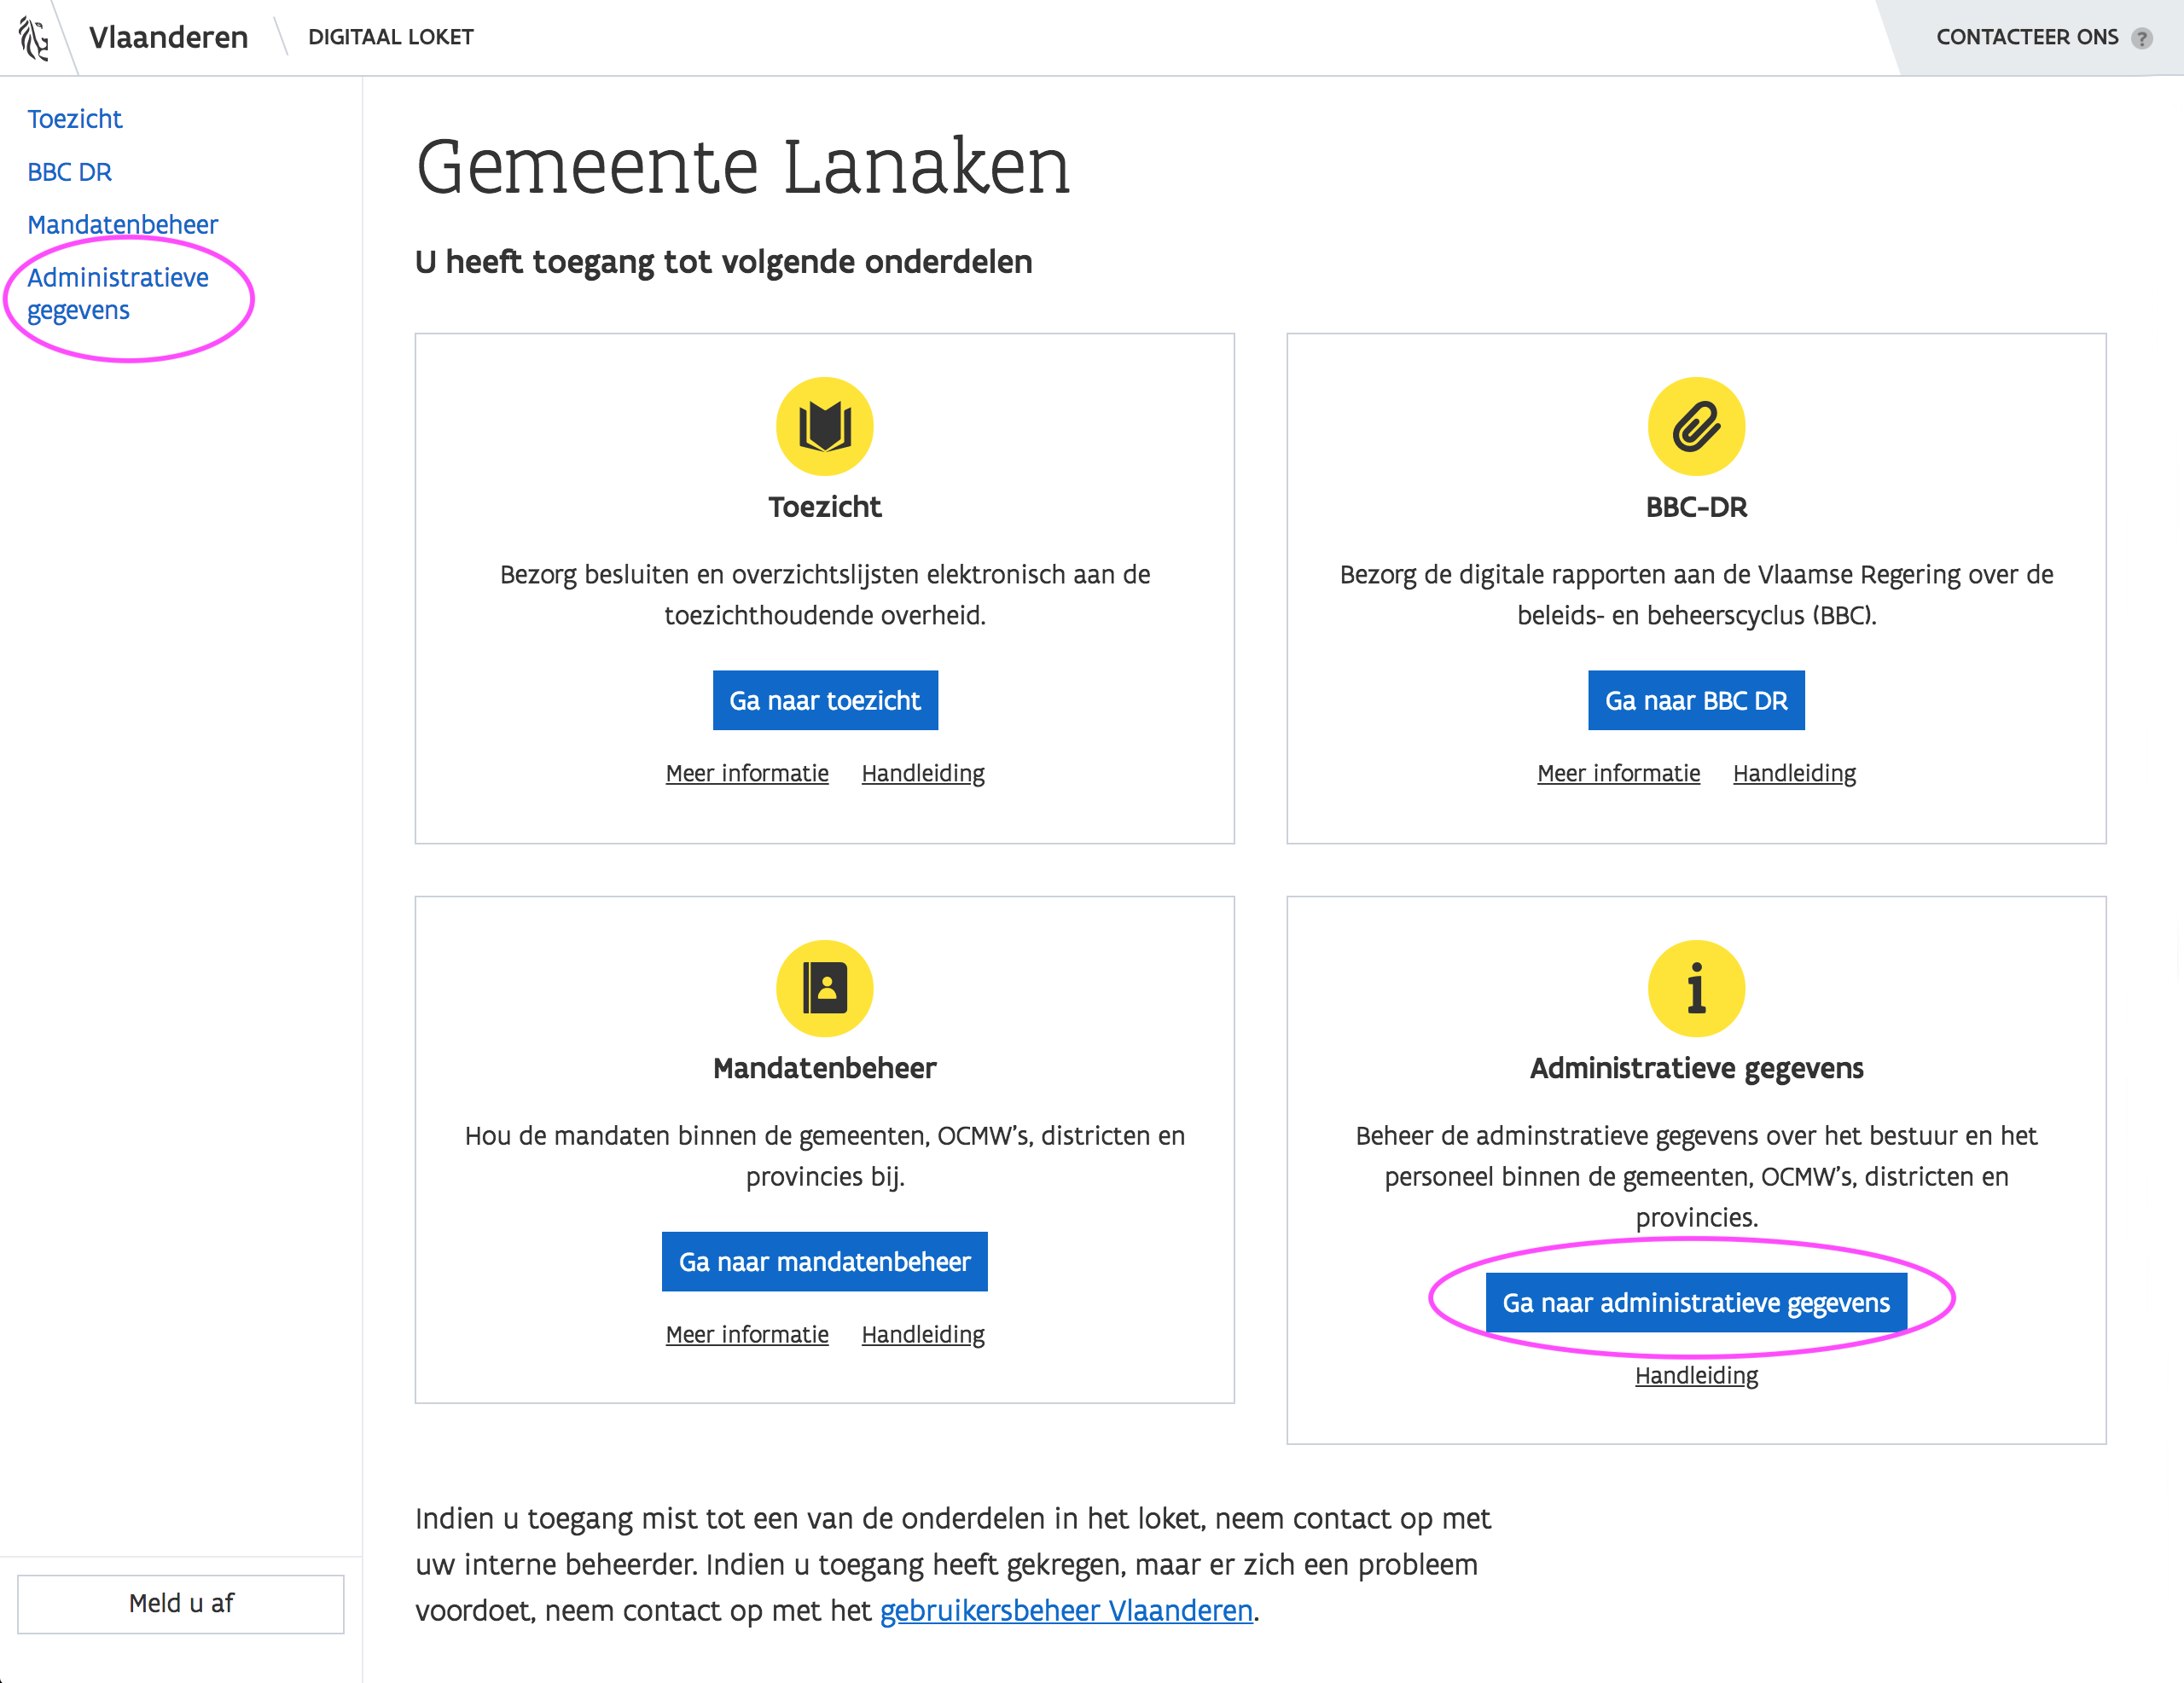 Vlaanderen
DIGITAAL LOKET
CONTACTEER ONS ?
Toezicht
BBC DR
Mandatenbeheer
Administratieve
gegevens
Gemeente Lanaken
U heeft toegang tot volgende onderdelen
Toezicht
Bezorg besluiten en overzichtslijsten elektronisch aan de
toezichthoudende overheid.
Ga naar toezicht
Meer informatie Handleiding
BBC-DR
Bezorg de digitale rapporten aan de Vlaamse Regering over de
beleids- en beheerscyclus (BBC).
Ga naar BBC DR
Meer informatie Handleiding
Mandatenbeheer
Hou de mandaten binnen de gemeenten, OCMW's, districten en
provincies bij.
Ga naar mandatenbeheer
Meer informatie Handleiding
Administratieve gegevens
Beheer de adminstratieve gegevens over het bestuur en het
personeel binnen de gemeenten, OCMW's, districten en
provincies.
Ga naar administratieve gegevens
Handleiding
Indien u toegang mist tot een van de onderdelen in het loket, neem contact op met
uw interne beheerder. Indien u toegang heeft gekregen, maar er zich een probleem
voordoet, neem contact op met het gebruikersbeheer Vlaanderen.
Meld u af